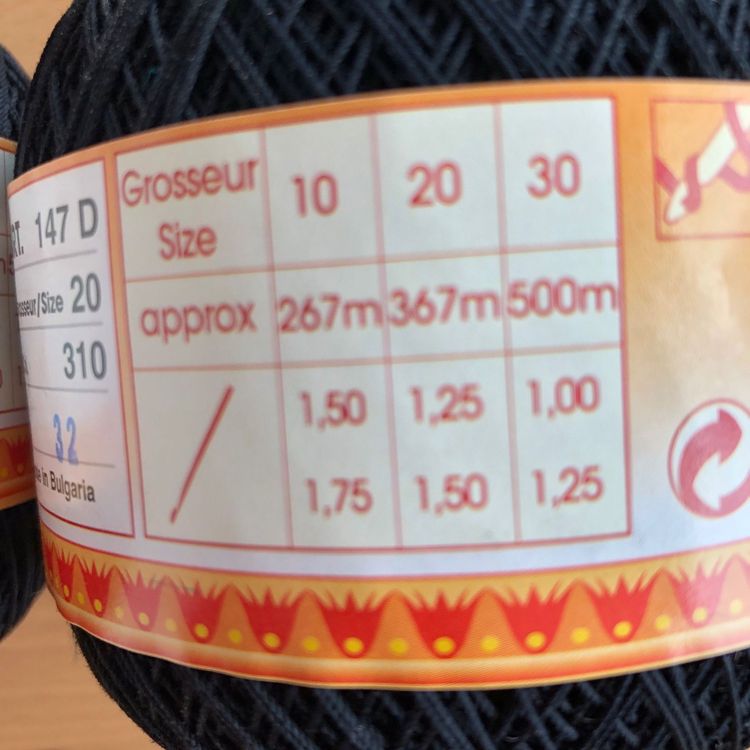 147 D
Size 20
310
32
in Bulgaria
Grosseur 10 20 30
Size
approx 267m 367m 500m
1,50 1,25 1,00
1,75 1,50 1,25